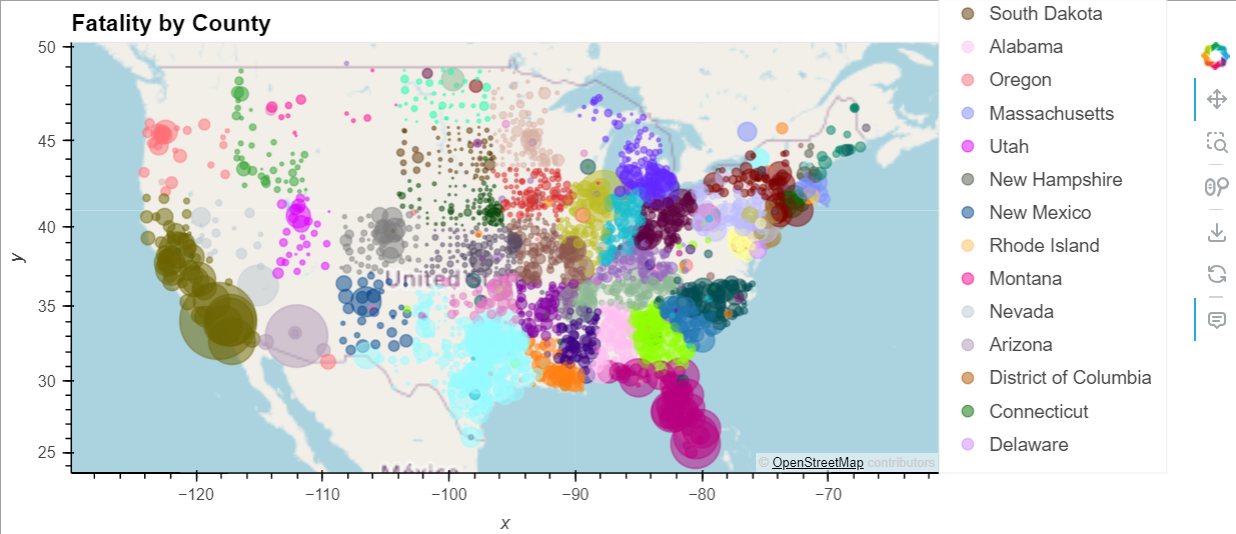 Fatality by County
South Dakota
Alabama
Oregon
Massachusetts
Utah
New Hampshire
New Mexico
Rhode Island
Montana
Nevada
Arizona
District of Columbia
Connecticut
Delaware
y
50
45
40
35
30
25
United
México
© OpenStreetMap contributors
−120
−110
−100
−90
−80
−70
x